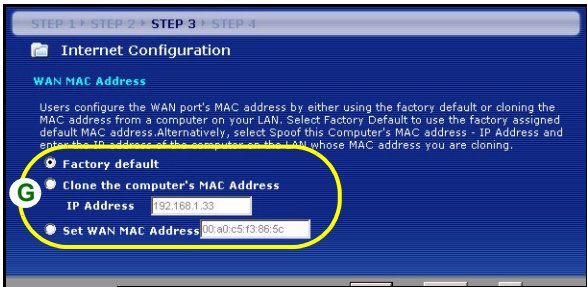 STEP 1 STEP 2 STEP 3 STEP 4
Internet Configuration
WAN MAC Address
Users configure the WAN port's MAC address by either using the factory default or cloning the
MAC address from a computer on your LAN. Select Factory Default to use the factory assigned
default MAC address.Alternatively, select Spoof this Computer's MAC address - IP Address and
enter the IP address of the computer on the LAN whose MAC address you are cloning.
Factory default
G
Clone the computer's MAC Address
IP Address 192.168.1.33
Set WAN MAC Address 00:a0:c5:f3:86:5c